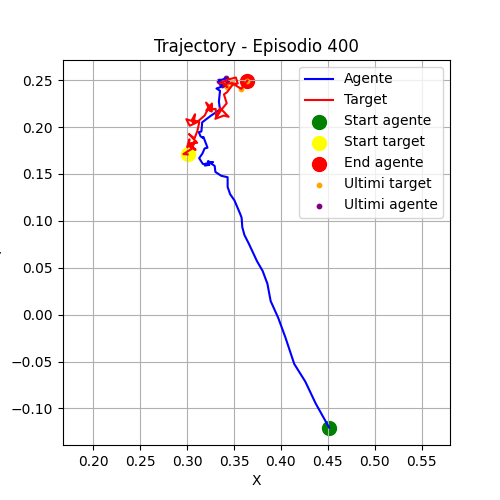 Trajectory - Episodio 400
Agente
Target
Start agente
Start target
End agente
Ultimi target
Ultimi agente
0.25
0.20
0.15
0.10
0.05
0.00
−0.05
−0.10
0.20 0.25 0.30 0.35 0.40 0.45 0.50 0.55
X